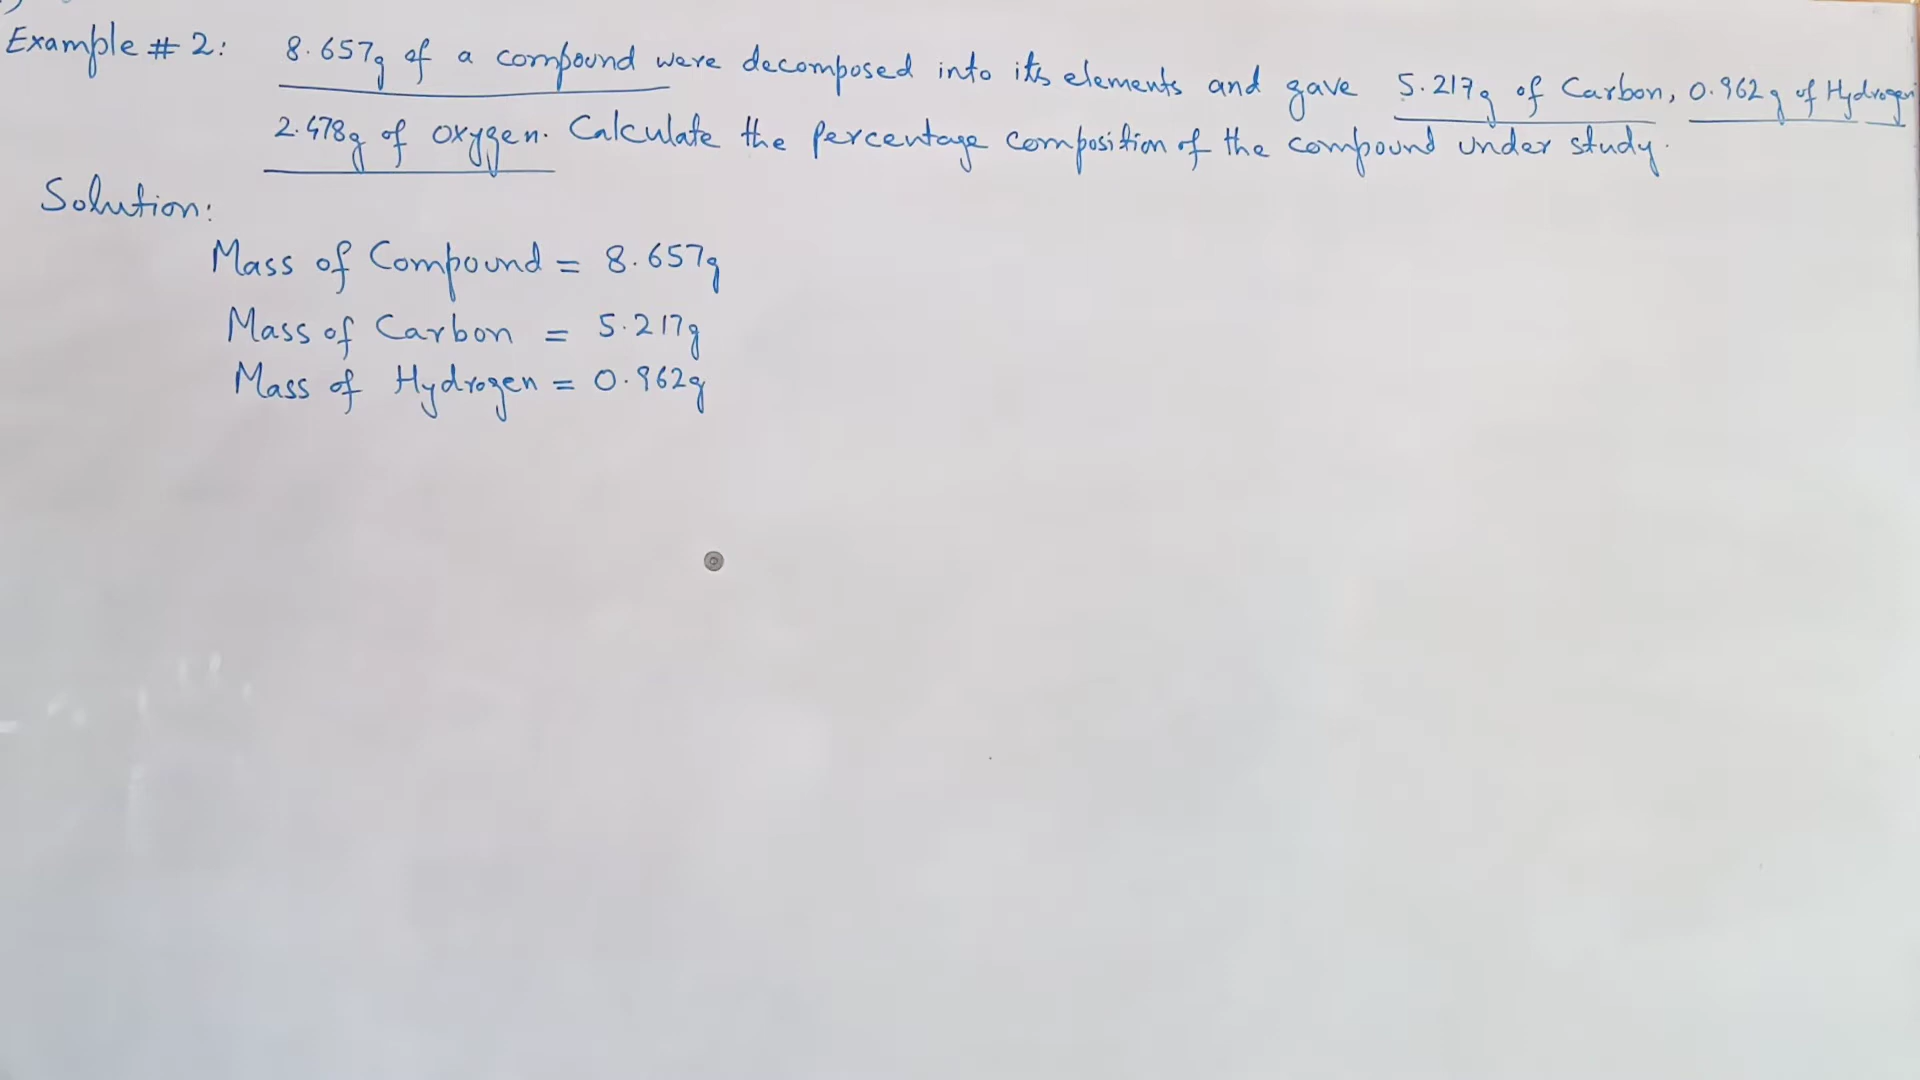 Example # 2: 8.657g of a compound were decomposed into its elements and gave 5.217g of Carbon, 0.962g of Hydrogen
2.478g of oxygen. Calculate the percentage composition of the compound under study.
Solution:
Mass of Compound = 8.657g
Mass of Carbon = 5.217g
Mass of Hydrogen = 0.962g